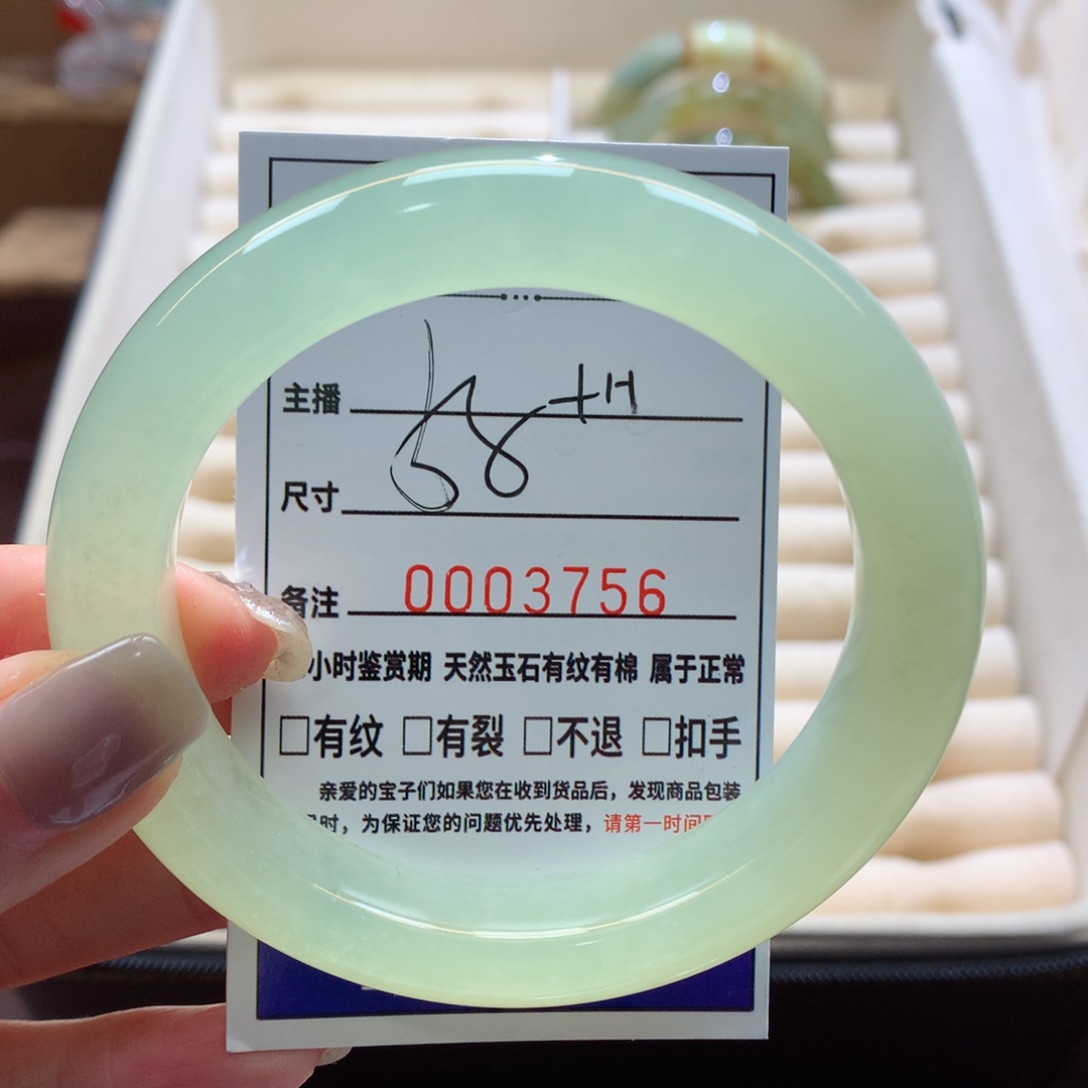 主播
尺寸 58+H
备注 0003756
小时鉴赏期 天然玉石有纹有棉 属于正常
□有纹 □有裂 □不退 □扣手
亲爱的宝子们如果您在收到货品后，发现商品包装
时，为保证您的问题优先处理，请第一时间